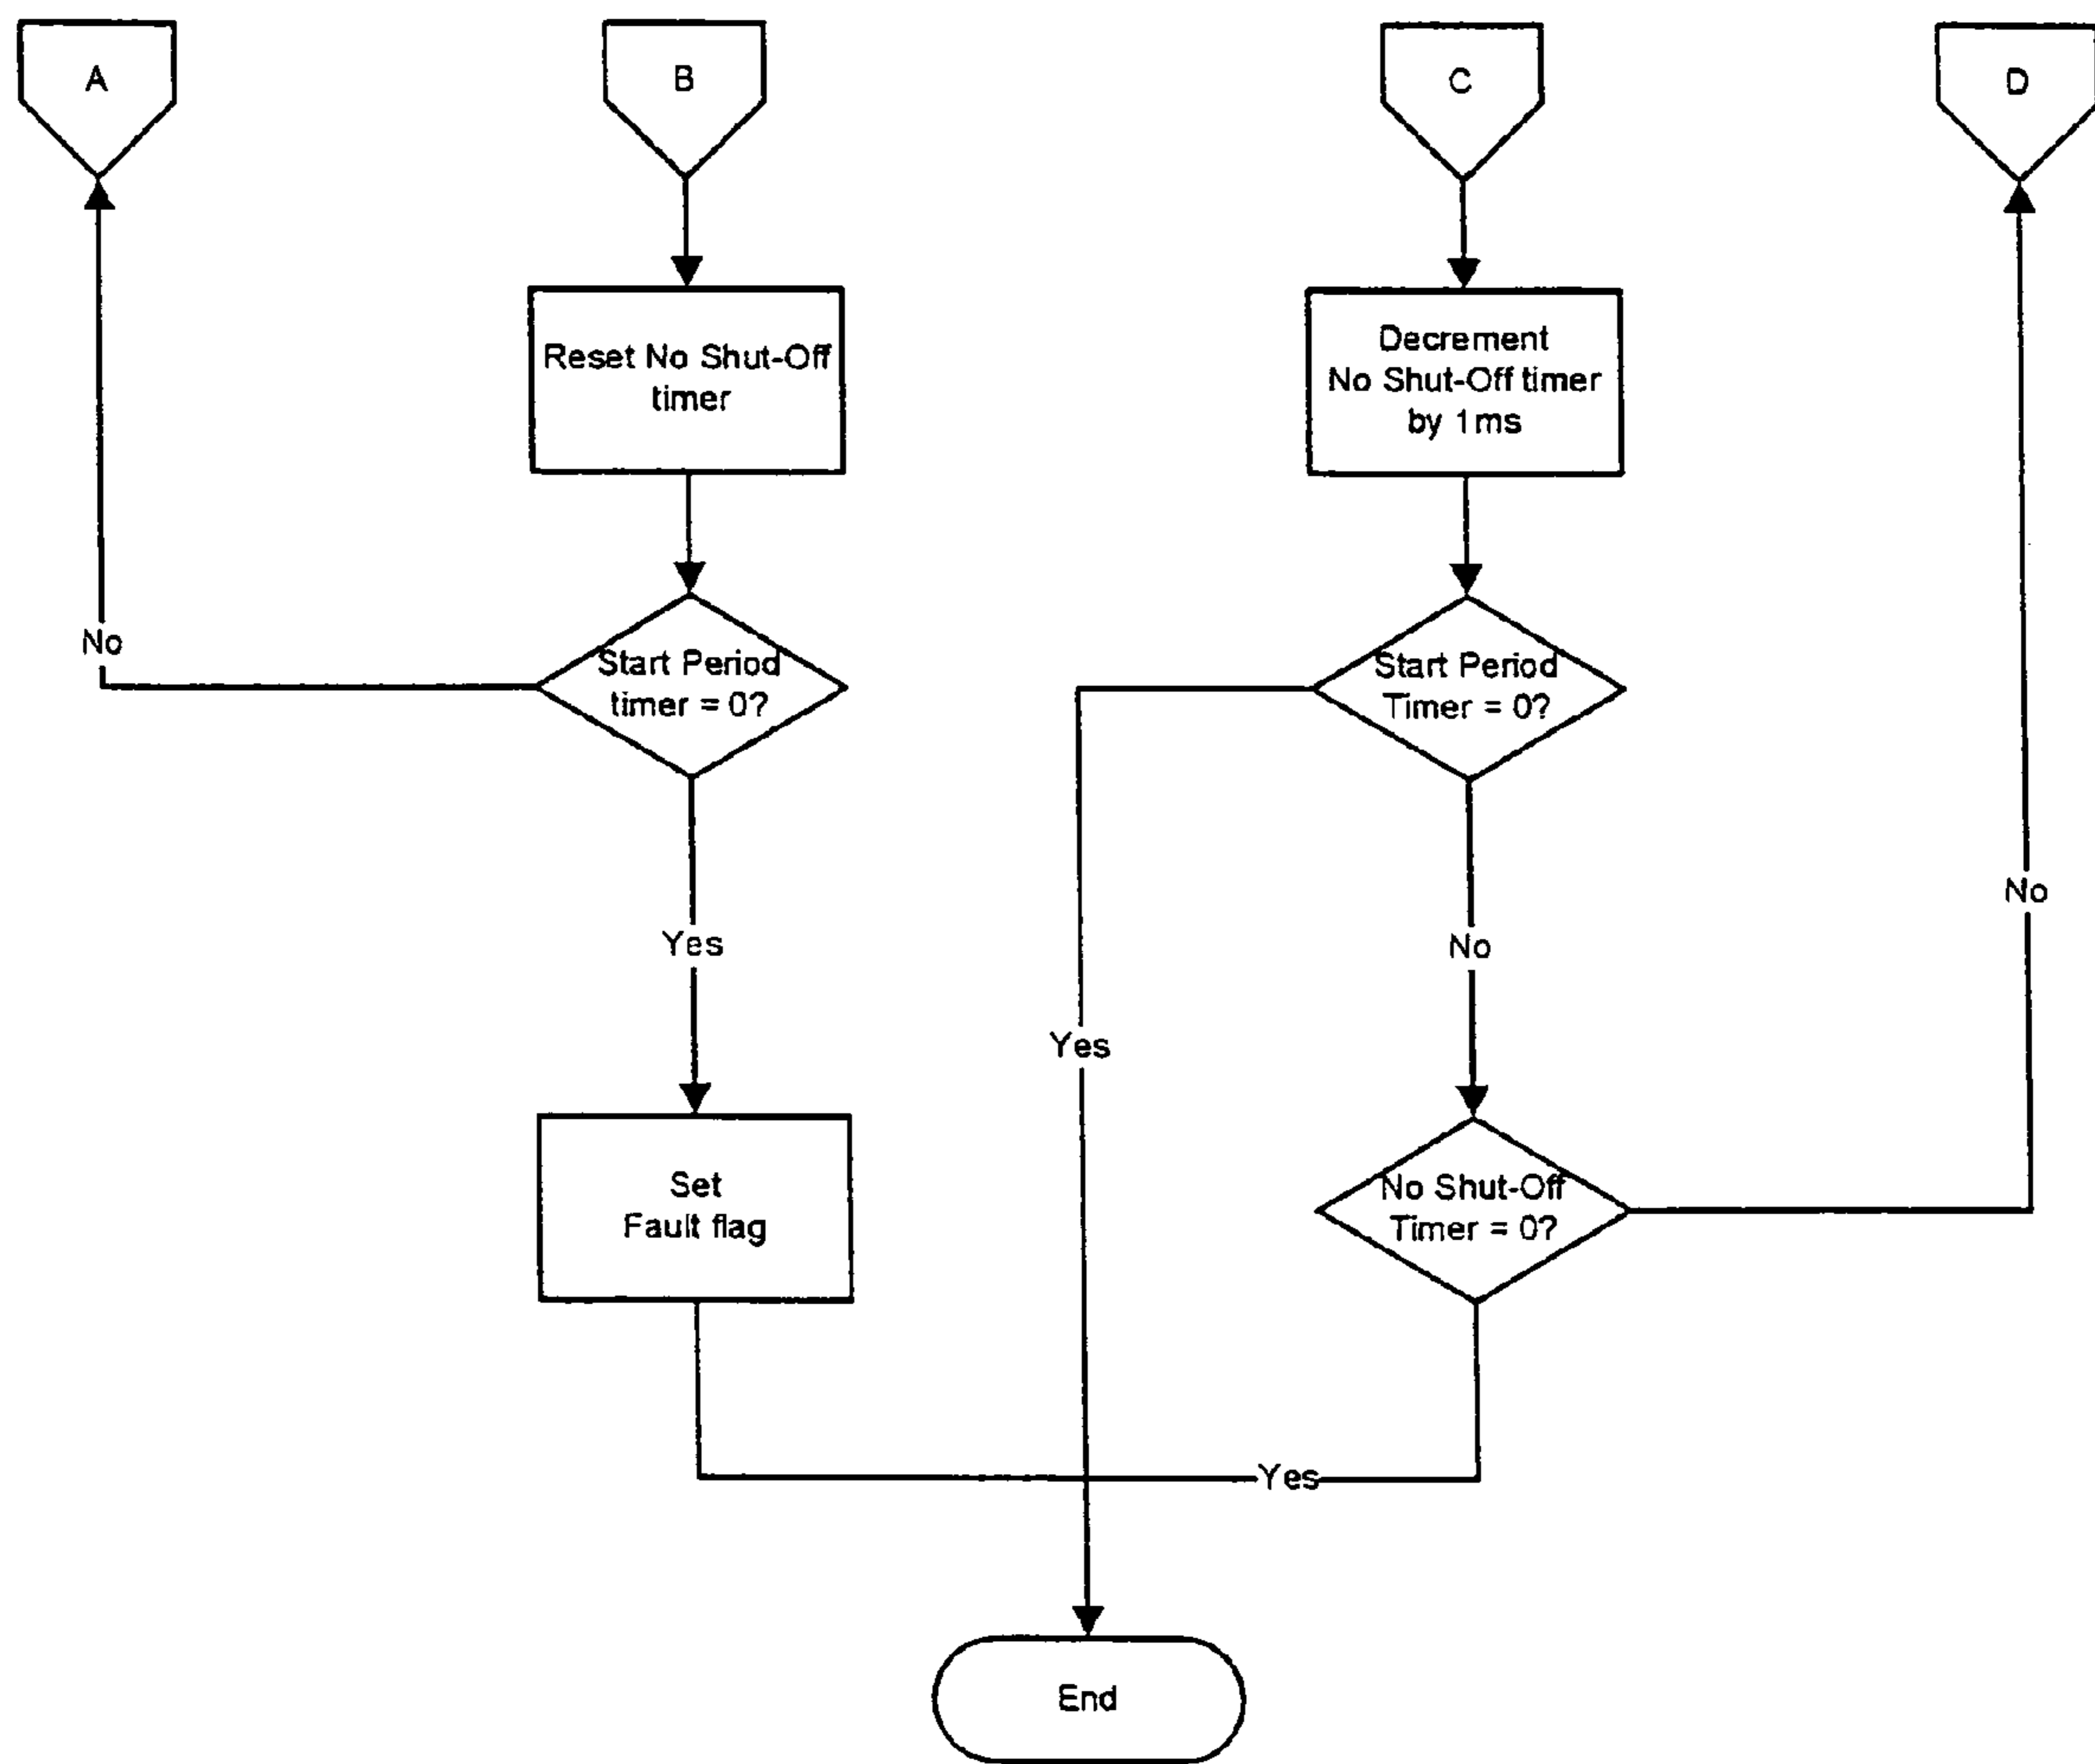 A
B
C
D
Reset No Shut-Off
timer
Decrement
No Shut-Off timer
by 1ms
No
Start Period
timer = 0?
Start Period
Timer = 0?
No
Yes
No
Yes
Set
Fault flag
No Shut-Off
Timer = 0?
Yes
End